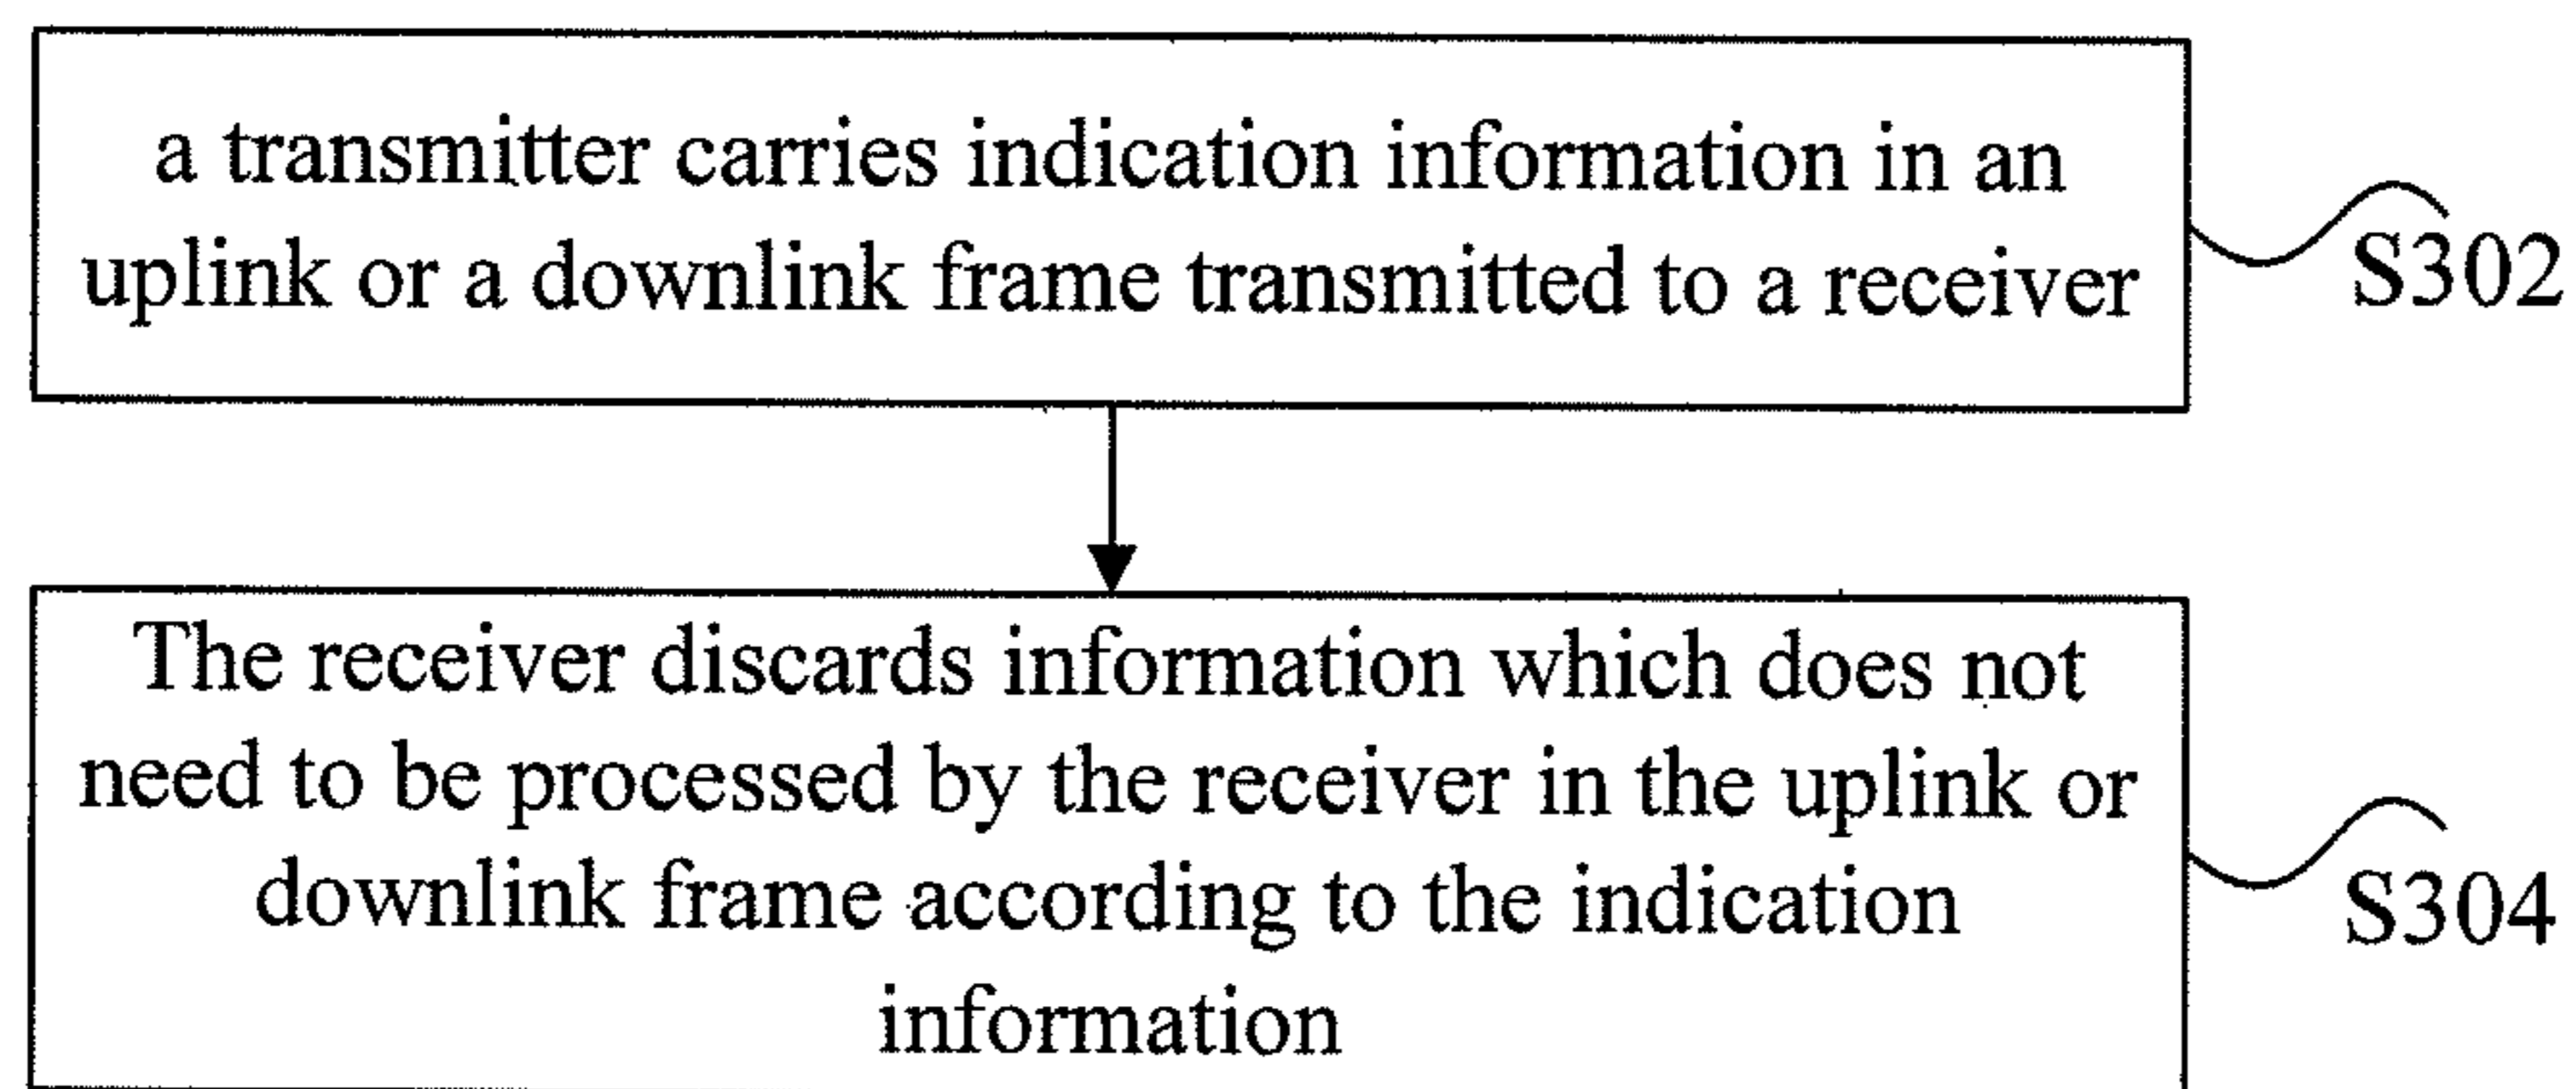 a transmitter carries indication information in an
uplink or a downlink frame transmitted to a receiver
S302
The receiver discards information which does not
need to be processed by the receiver in the uplink or
downlink frame according to the indication
information
S304